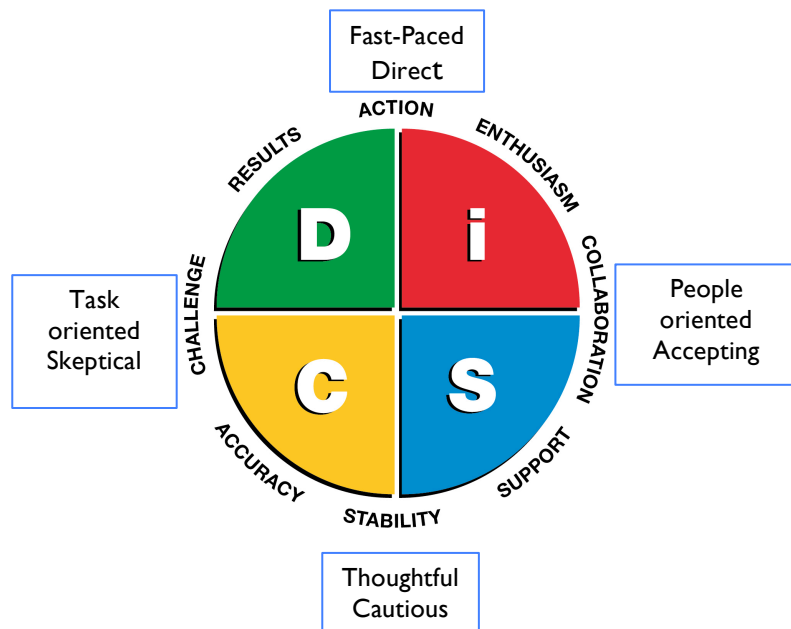 Fast-Paced
Direct
ACTION
RESULTS
ENTHUSIASM
D
i
CHALLENGE
COLLABORATION
Task
oriented
Skeptical
People
oriented
Accepting
C
S
ACCURACY
SUPPORT
STABILITY
Thoughtful
Cautious